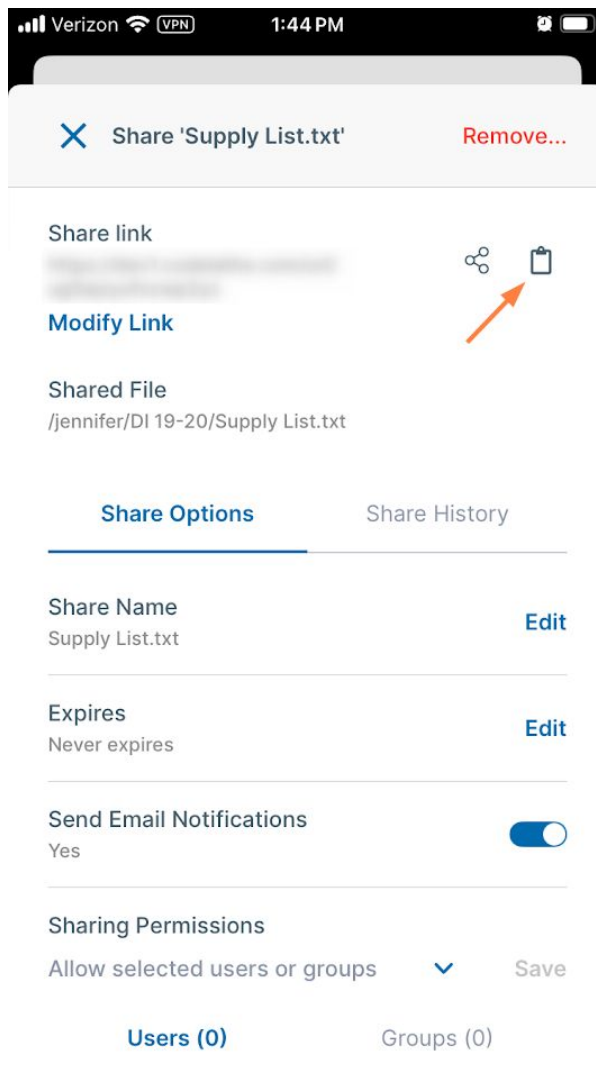 Verizon VPN 1:44 PM
Share 'Supply List.txt' Remove...
Share link
Modify Link
Shared File
/jennifer/DI 19-20/Supply List.txt
Share Options Share History
Share Name
Edit
Supply List.txt
Expires
Edit
Never expires
Send Email Notifications
Yes
Sharing Permissions
Allow selected users or groups Save
Users (0) Groups (0)